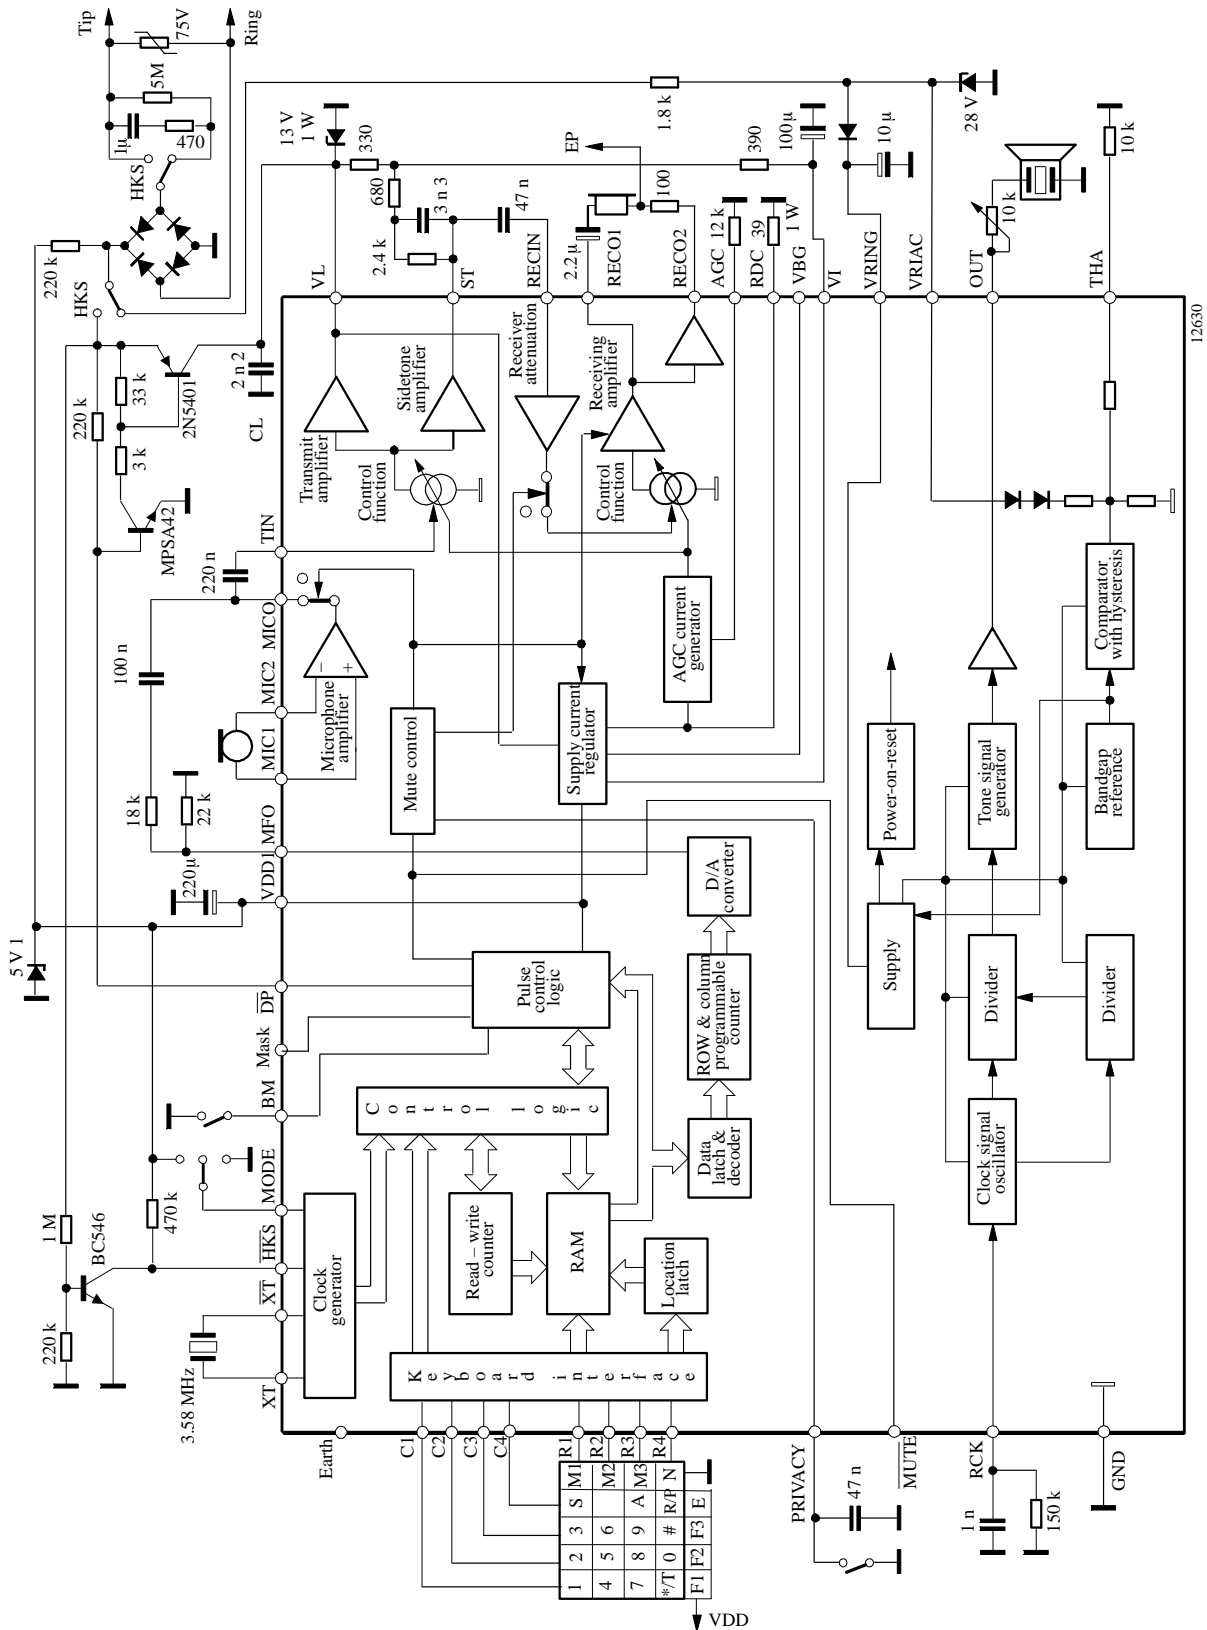 Tip
Ring
75V
5M
1µ
470
HKS
220 k
HKS
13 V
1 W
330
680
3 n 3
2.4 k
47 n
EP
2.2 µ
100
1.8 k
390
100µ
10 µ
28 V
12 k
39
1 W
10 k
10 k
VL
ST
RECIN
RECO1
RECO2
AGC
RDC
VBG
VI
VRING
VRIAC
OUT
THA
12630
33 k
220 k
3 k
2N5401
2 n 2
CL
MPSA42
TIN
220 n
MICO
100 n
MIC2
MIC1
18 k
22 k
MFO
VDD1
220µ
5 V 1
DP
Mask
BM
MODE
1 M
BC546
470 k
HKS
XT
220 k
3.58 MHz
XT
Transmit
amplifier
Sidetone
amplifier
Receiver
attenuation
Receiving
amplifier
Control
function
Control
function
Microphone
amplifier
−
+
Mute control
Supply current
regulator
AGC current
generator
Power-on-reset
Tone signal
generator
Comparator
with hysteresis
Bandgap
reference
D/A
converter
Pulse
control
logic
ROW & column
programmable
counter
Supply
Divider
Divider
Control logic
Data
latch &
decoder
Clock signal
oscillator
Clock
generator
Read – write
counter
RAM
Location
latch
Keyboard interface
Earth
C1
C2
C3
C4
R1
R2
R3
R4
PRIVACY
MUTE
RCK
GND
1 2 3 S M1
4 5 6 M2
7 8 9 A M3
*/T 0 # R/P N
F1 F2 F3 E
VDD
47 n
1 n
150 k